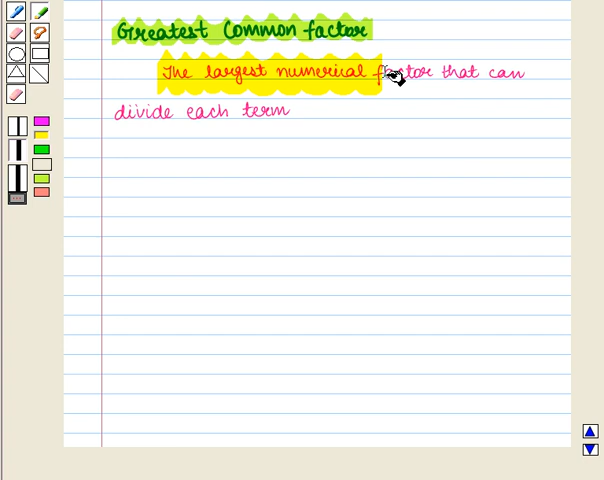 Greatest Common factor
The largest numerical factor that can
divide each term